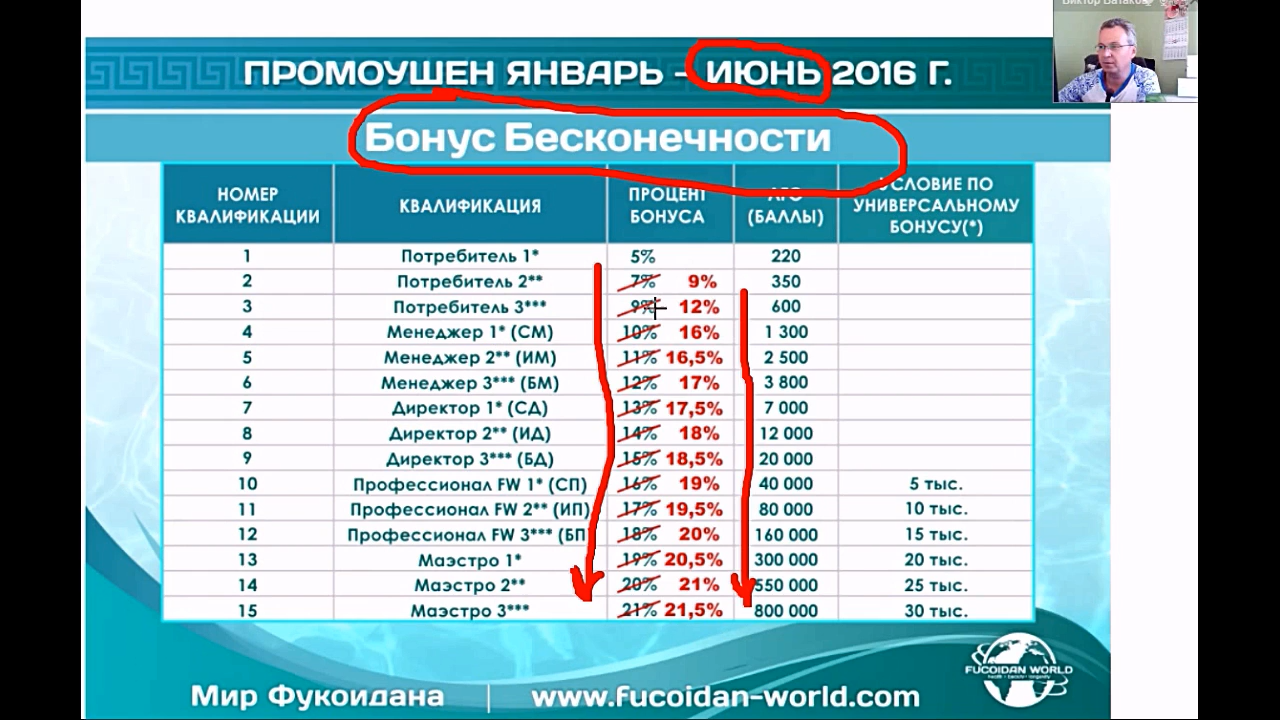 Виктор Ватаков
ПРОМОУШЕН ЯНВАРЬ – ИЮНЬ 2016 Г.
Бонус Бесконечности
НОМЕР КВАЛИФИКАЦИИ КВАЛИФИКАЦИЯ ПРОЦЕНТ БОНУСА (БАЛЛЫ) УСЛОВИЕ ПО УНИВЕРСАЛЬНОМУ БОНУСУ(*)
1 Потребитель 1* 5% 220
2 Потребитель 2** 7% 9% 350
3 Потребитель 3*** 9% 12% 600
4 Менеджер 1* (СМ) 10% 16% 1 300
5 Менеджер 2** (ИМ) 11% 16,5% 2 500
6 Менеджер 3*** (БМ) 12% 17% 3 800
7 Директор 1* (СД) 13% 17,5% 7 000
8 Директор 2** (ИД) 14% 18% 12 000
9 Директор 3*** (БД) 15% 18,5% 20 000
10 Профессионал FW 1* (СП) 16% 19% 40 000 5 тыс.
11 Профессионал FW 2** (ИП) 17% 19,5% 80 000 10 тыс.
12 Профессионал FW 3*** (БП 18% 20% 160 000 15 тыс.
13 Маэстро 1* 19% 20,5% 300 000 20 тыс.
14 Маэстро 2** 20% 21% 550 000 25 тыс.
15 Маэстро 3*** 21% 21,5% 800 000 30 тыс.
Мир Фукоидана | www.fucoidan-world.com
FUCOIDAN WORLD